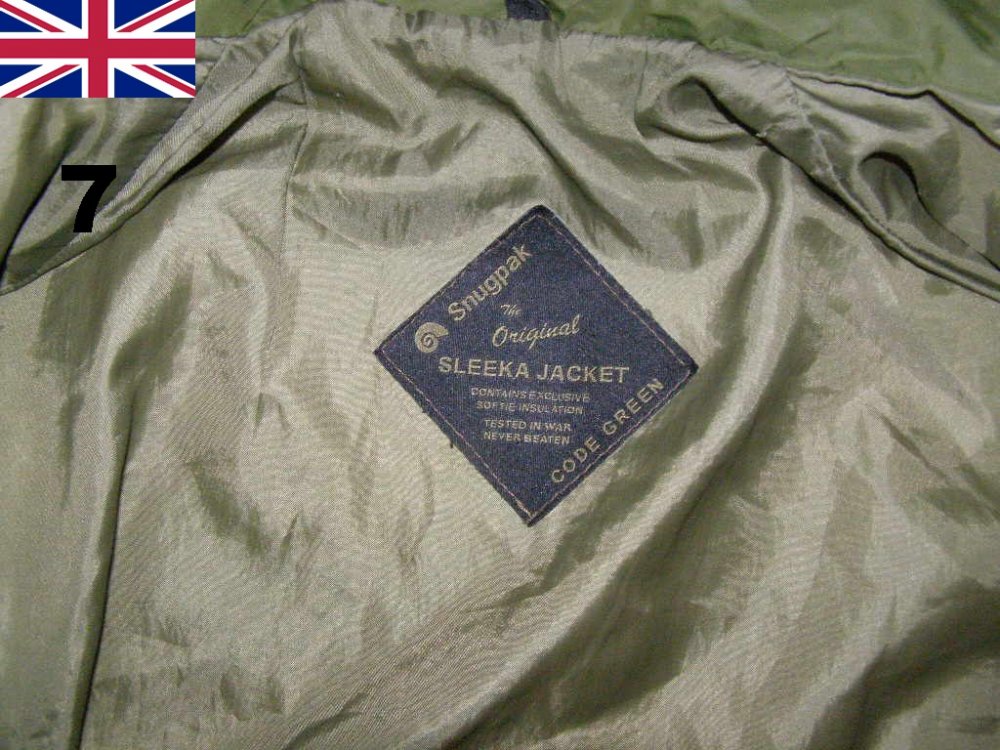 7
Snugpak
The
Original
SLEEKA JACKET
CONTAINS EXCLUSIVE
SOFTIE INSULATION
TESTED IN WAR
NEVER BEATEN
CODE GREEN